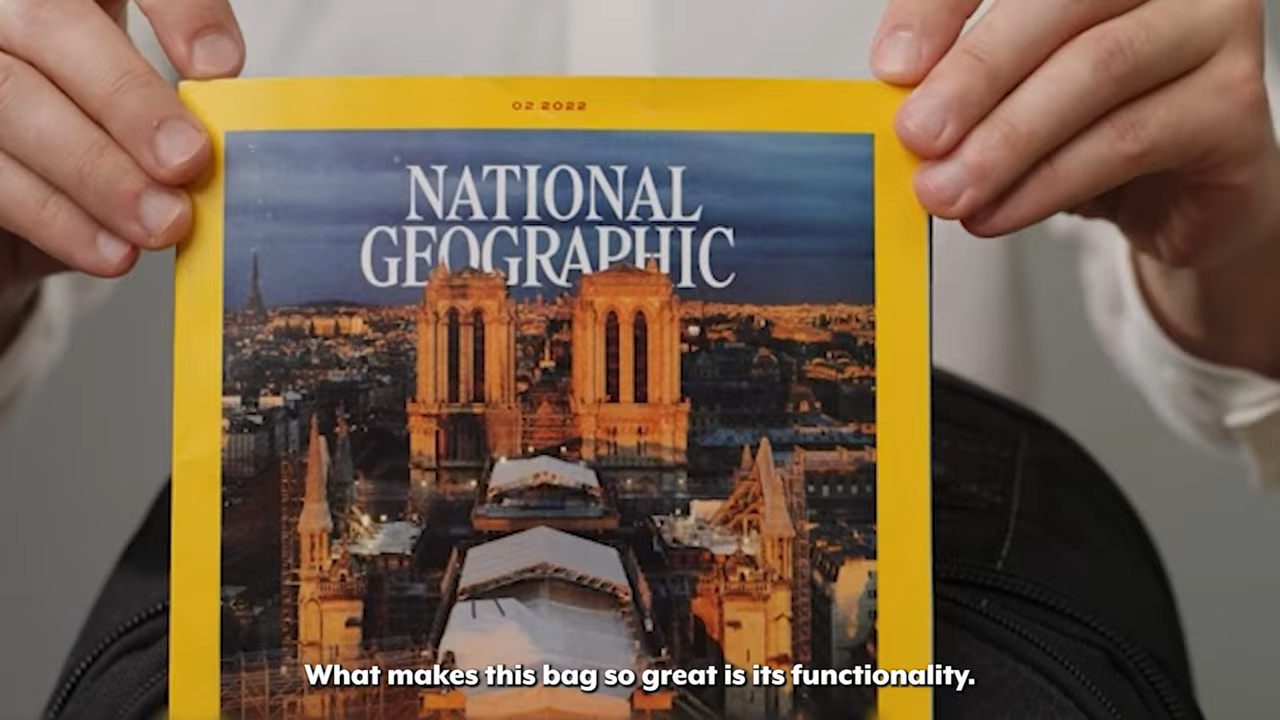 02.2022
NATIONAL
GEOGRAPHIC
What makes this bag so great is its functionality.